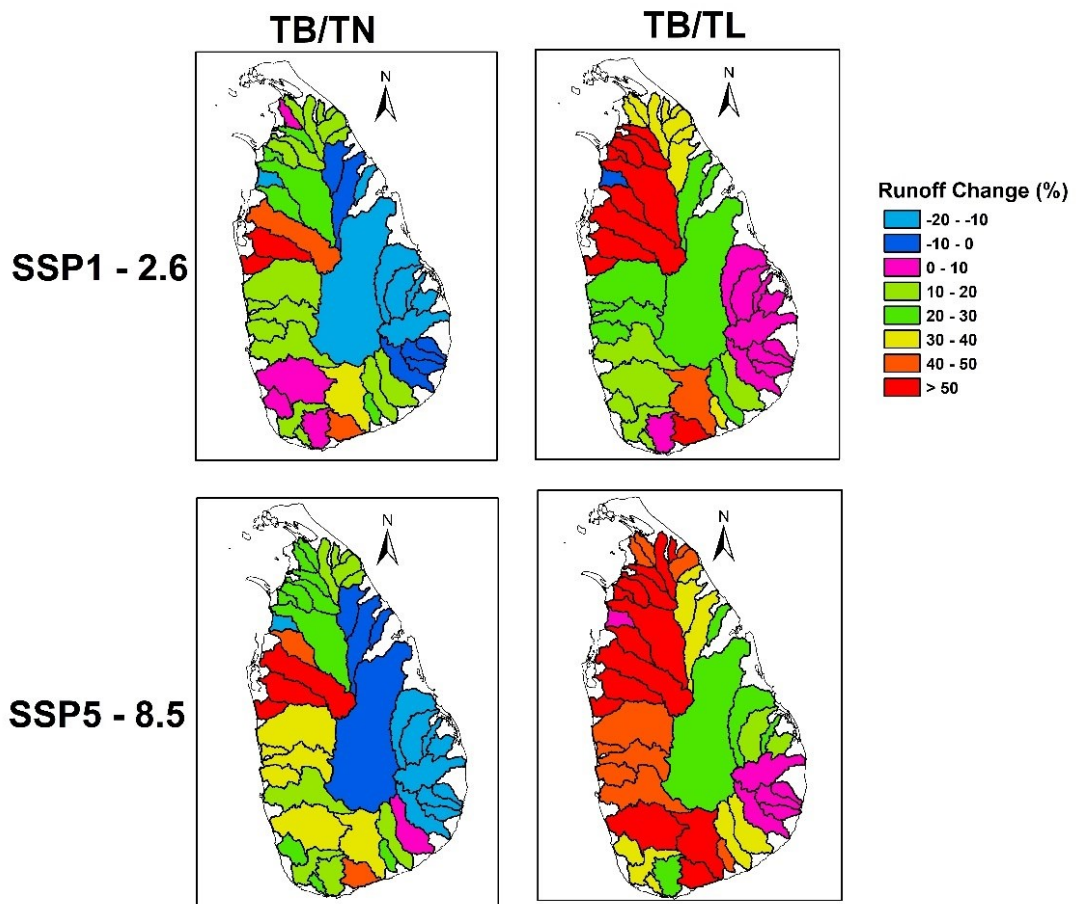 TB/TN
TB/TL
N
N
SSP1 - 2.6
Runoff Change (%)
-20 - -10
-10 - 0
0 - 10
10 - 20
20 - 30
30 - 40
40 - 50
> 50
N
N
SSP5 - 8.5